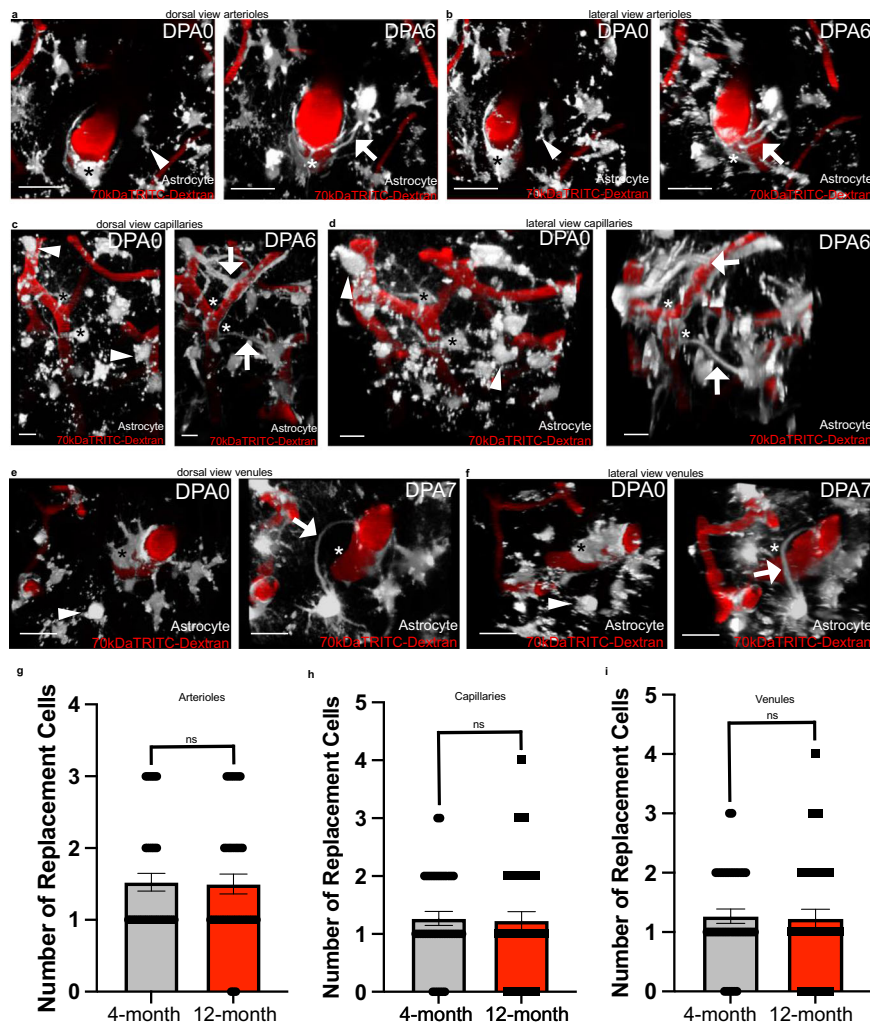 a dorsal view arterioles b lateral view arterioles
DPA0 DPA6 DPA0 DPA6
* * * *
Astrocyte Astrocyte Astrocyte Astrocyte
70kDaTRITC-Dextran 70kDaTRITC-Dextran 70kDaTRITC-Dextran 70kDaTRITC-Dextran
c dorsal view capillaries d lateral view capillaries
DPA0 DPA6 DPA0 DPA6
* * * *
* * * *
Astrocyte Astrocyte Astrocyte Astrocyte
70kDaTRITC-Dextran 70kDaTRITC-Dextran 70kDaTRITC-Dextran 70kDaTRITC-Dextran
e dorsal view venules f lateral view venules
DPA0 DPA7 DPA0 DPA7
* * * *
Astrocyte Astrocyte Astrocyte Astrocyte
70kDaTRITC-Dextran 70kDaTRITC-Dextran 70kDaTRITC-Dextran 70kDaTRITC-Dextran
g
Arterioles
Number of Replacement Cells
4
3
2
1
0
ns
4-month 12-month
h
Capillaries
Number of Replacement Cells
5
4
3
2
1
0
ns
4-month 12-month
i
Venules
Number of Replacement Cells
5
4
3
2
1
0
ns
4-month 12-month